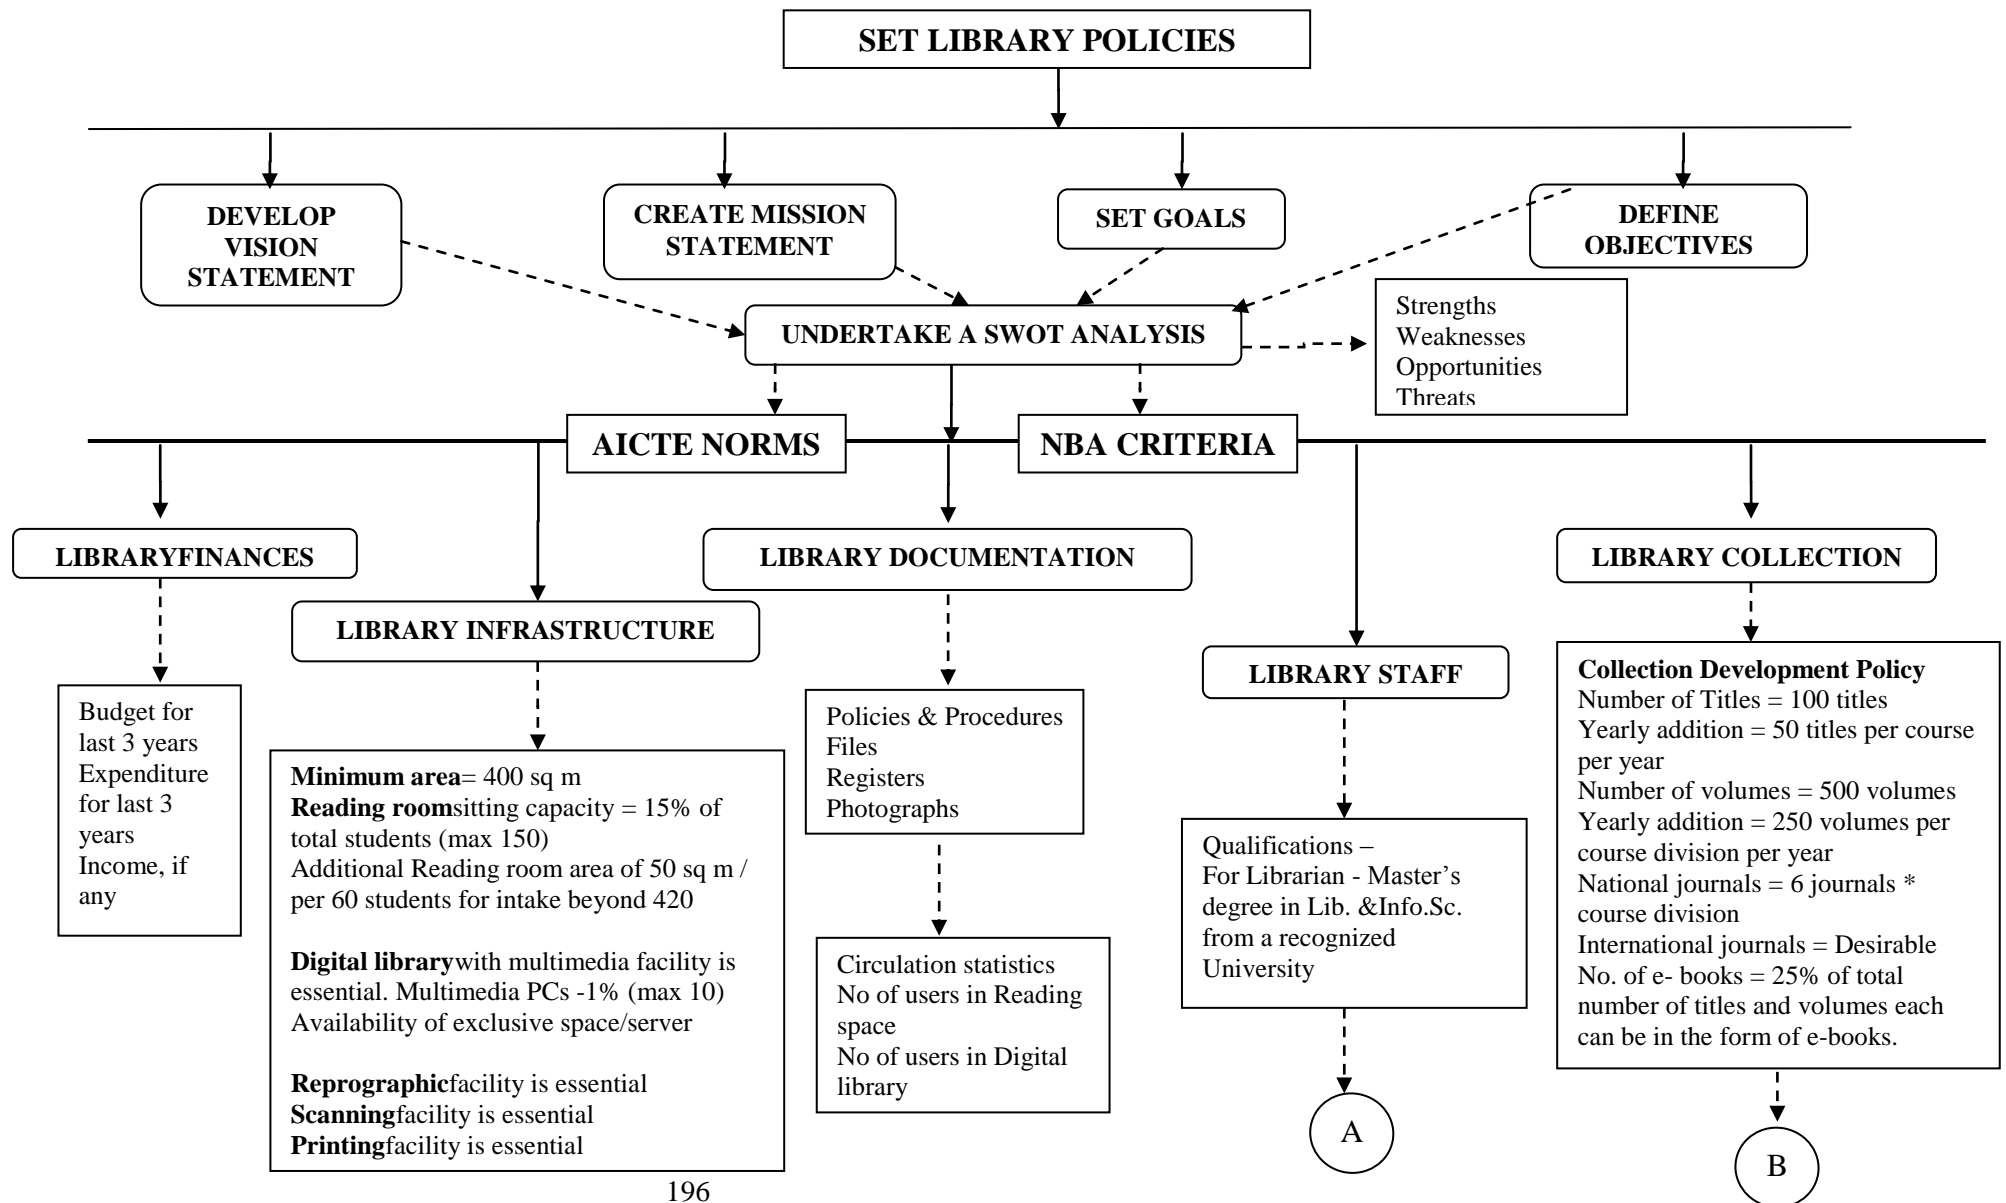 SET LIBRARY POLICIES
DEVELOP
VISION
STATEMENT
CREATE MISSION
STATEMENT
SET GOALS
DEFINE
OBJECTIVES
UNDERTAKE A SWOT ANALYSIS
Strengths
Weaknesses
Opportunities
Threats
AICTE NORMS
NBA CRITERIA
LIBRARYFINANCES
LIBRARY INFRASTRUCTURE
LIBRARY DOCUMENTATION
LIBRARY STAFF
LIBRARY COLLECTION
Budget for
last 3 years
Expenditure
for last 3
years
Income, if
any
Minimum area= 400 sq m
Reading roomsitting capacity = 15% of
total students (max 150)
Additional Reading room area of 50 sq m /
per 60 students for intake beyond 420
Digital librarywith multimedia facility is
essential. Multimedia PCs -1% (max 10)
Availability of exclusive space/server
Reprographicfacility is essential
Scanningfacility is essential
Printingfacility is essential
Policies & Procedures
Files
Registers
Photographs
Circulation statistics
No of users in Reading
space
No of users in Digital
library
Qualifications –
For Librarian - Master’s
degree in Lib. &Info.Sc.
from a recognized
University
A
Collection Development Policy
Number of Titles = 100 titles
Yearly addition = 50 titles per course
per year
Number of volumes = 500 volumes
Yearly addition = 250 volumes per
course division per year
National journals = 6 journals *
course division
International journals = Desirable
No. of e- books = 25% of total
number of titles and volumes each
can be in the form of e-books.
B
196